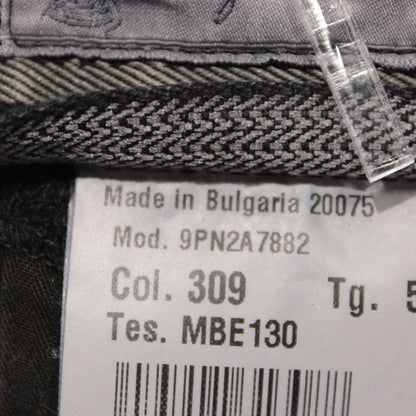 Made in Bulgaria 20075
Mod. 9PN2A7882
Col. 309 Tg. 5
Tes. MBE130